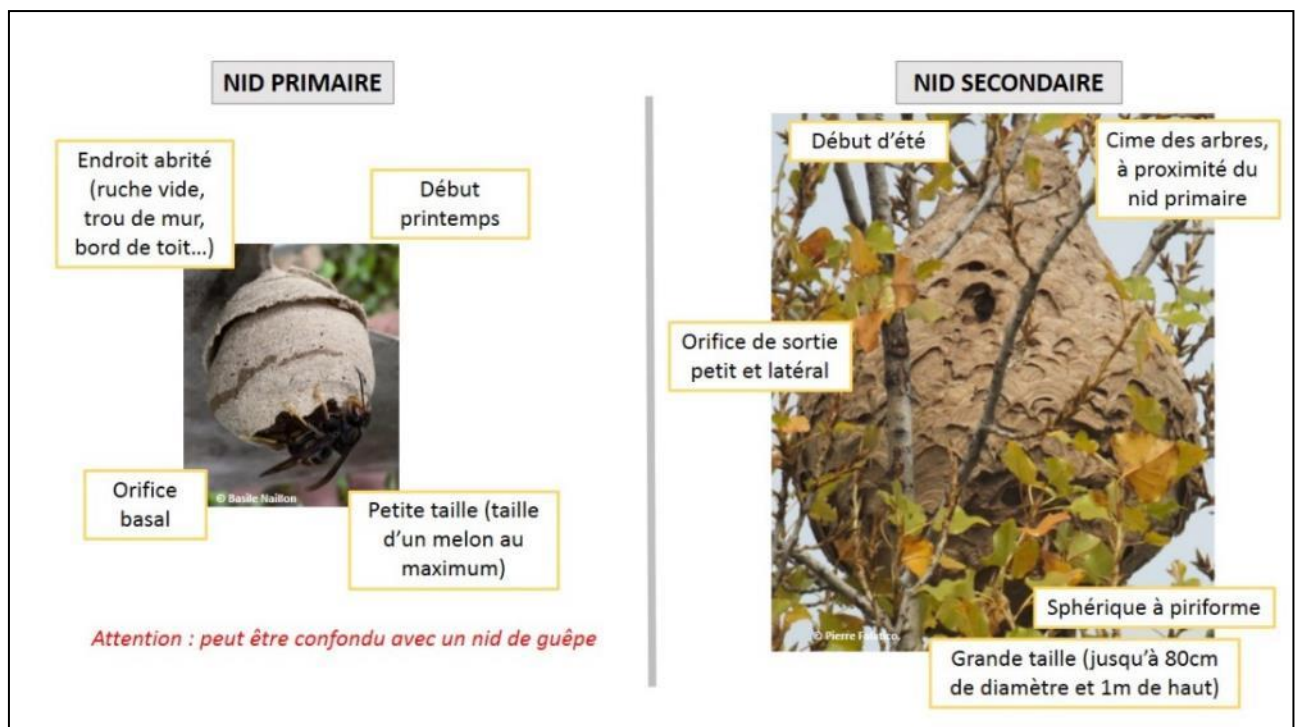 NID PRIMAIRE
Endroit abrité
(ruche vide,
trou de mur,
bord de toit...)
Début
printemps
Orifice
basal
© Basile Naillon
Petite taille (taille
d'un melon au
maximum)
Attention : peut être confondu avec un nid de guêpe
NID SECONDAIRE
Début d'été
Cime des arbres,
à proximité du
nid primaire
Orifice de sortie
petit et latéral
Sphérique à piriforme
© Pierre Falatico.
Grande taille (jusqu'à 80cm
de diamètre et 1m de haut)